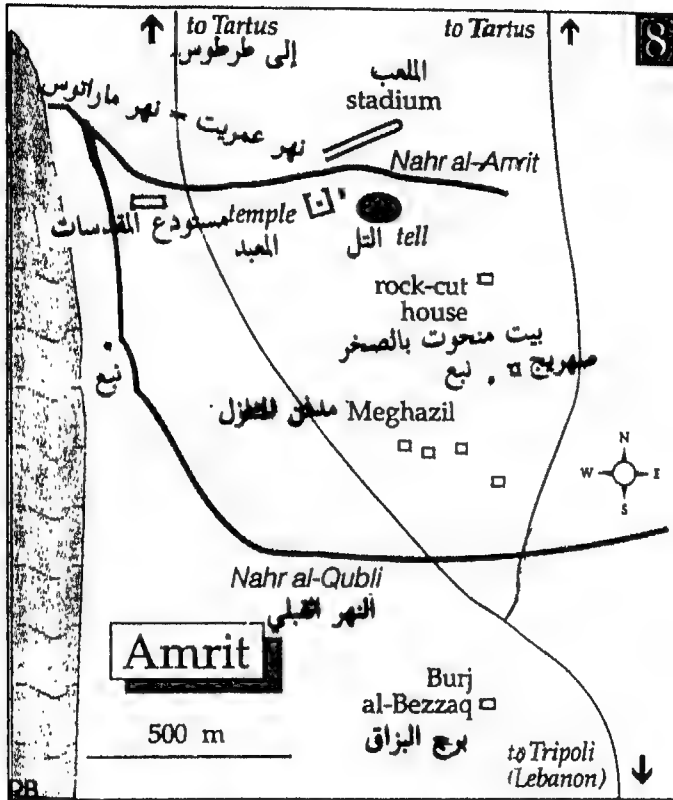 to Tartus
إلى طرطوس
to Tartus
8
الملعب
stadium
نهر عمريت - نهر ماراتوس
Nahr al-Amrit
مستودع المقدسات
temple
المعبد
التل tell
rock-cut
house
بيت منحوت بالصخر
صهريج
نبع
نبع
Meghazil
N
W
E
S
Nahr al-Qubli
النهر القبلي
Amrit
500 m
Burj
al-Bezzaq
برج البزاق
to Tripoli
(Lebanon)